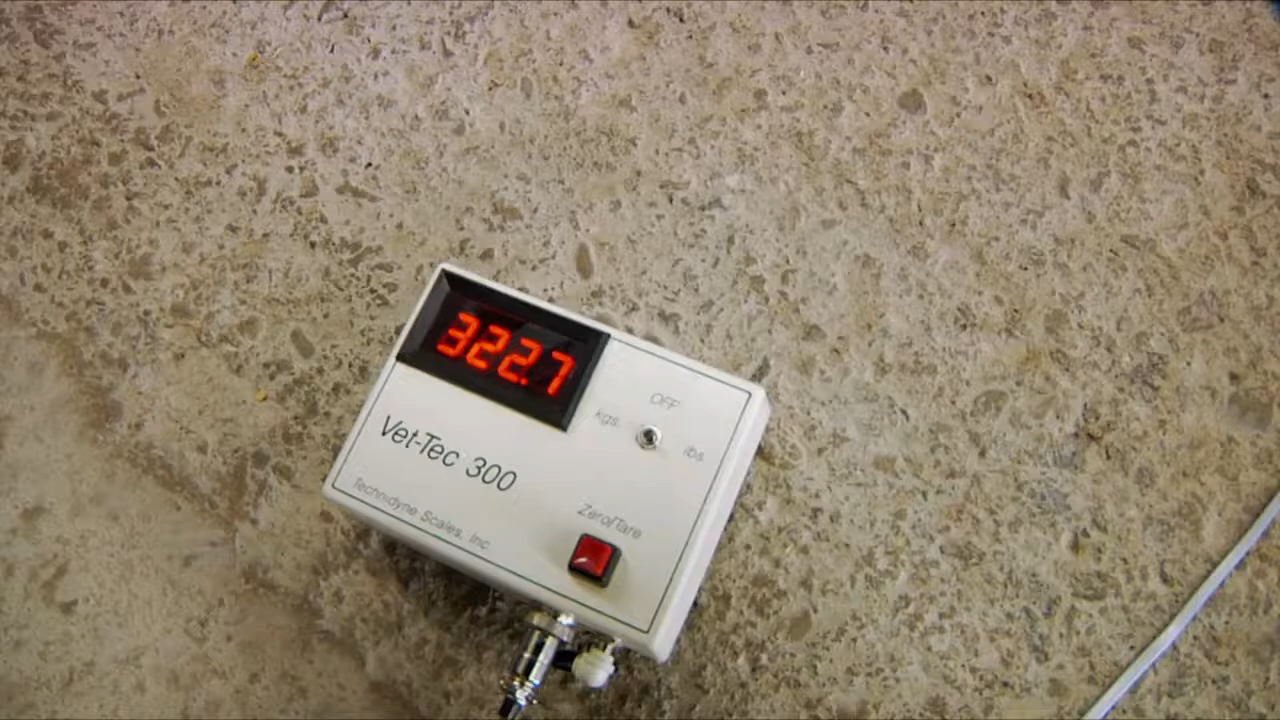 322.7
OFF
kgs.
lbs.
Vet-Tec 300
Zero/Tare
Technidyne Scales, Inc